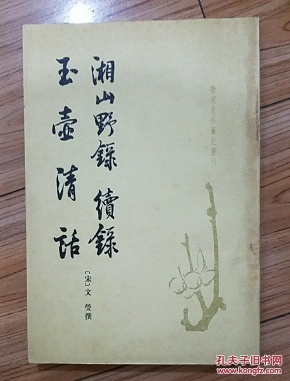 唐宋史料筆記叢刊
湘山野錄 續錄
玉壺清話
〔宋〕文瑩撰
孔夫子旧书网